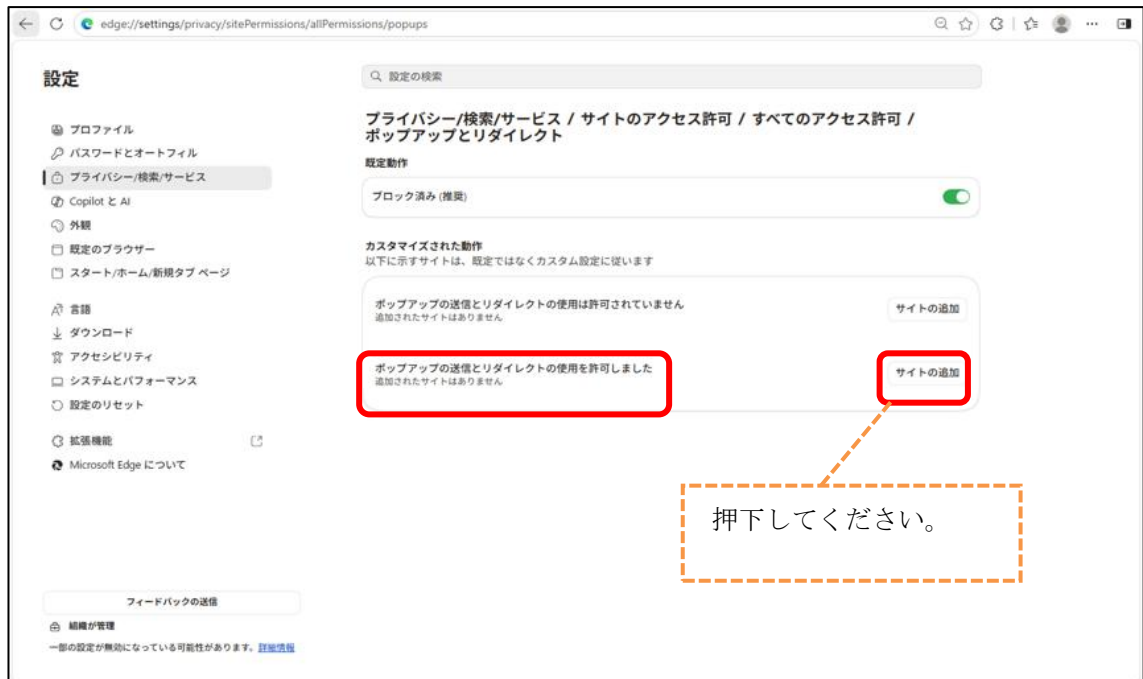 edge://settings/privacy/sitePermissions/allPermissions/popups
設定
設定の検索
プロファイル
パスワードとオートフィル
プライバシー/検索/サービス
Copilot と AI
外観
既定のブラウザー
スタート/ホーム/新規タブ ページ
言語
ダウンロード
アクセシビリティ
システムとパフォーマンス
設定のリセット
拡張機能
Microsoft Edge について
フィードバックの送信
組織が管理
一部の設定が無効になっている可能性があります。詳細情報
プライバシー/検索/サービス / サイトのアクセス許可 / すべてのアクセス許可 /
ポップアップとリダイレクト
既定動作
ブロック済み (推奨)
カスタマイズされた動作
以下に示すサイトは、既定ではなくカスタム設定に従います
ポップアップの送信とリダイレクトの使用は許可されていません
追加されたサイトはありません
サイトの追加
ポップアップの送信とリダイレクトの使用を許可しました
追加されたサイトはありません
サイトの追加
押下してください。